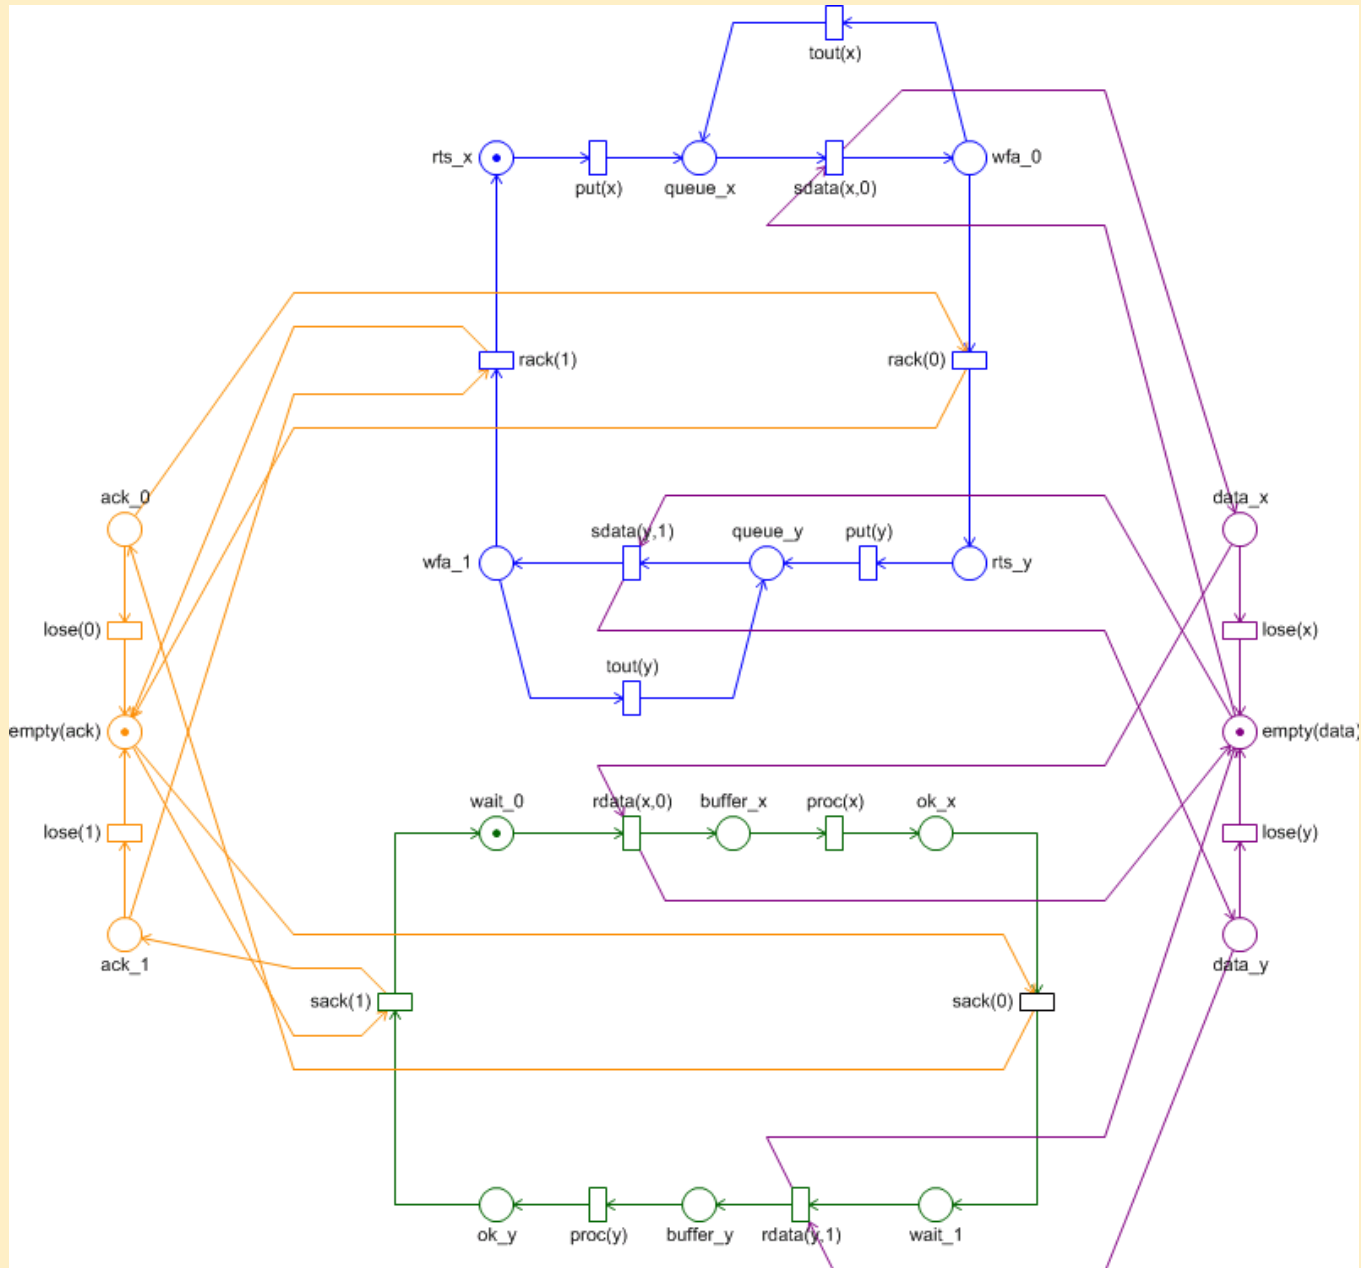 tout(x)
rts_x
wfa_0
put(x)
queue_x
sdata(x,0)
rack(1)
rack(0)
ack_0
data_x
sdata(y,1)
queue_y
put(y)
wfa_1
rts_y
lose(0)
lose(x)
tout(y)
empty(ack)
empty(data)
wait_0
rdata(x,0)
buffer_x
proc(x)
ok_x
lose(1)
lose(y)
ack_1
data_y
sack(1)
sack(0)
ok_y
proc(y)
buffer_y
rdata(y,1)
wait_1